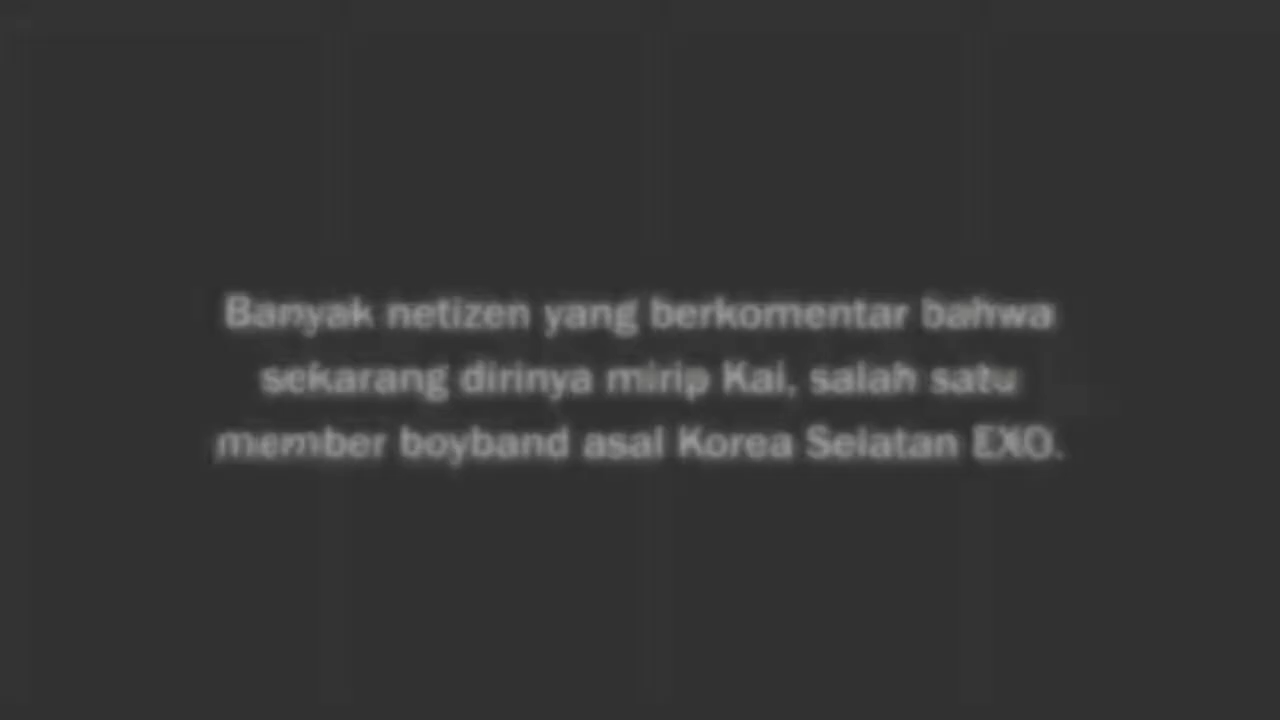 Banyak netizen yang berkomentar bahwa
sekarang dirinya mirip Kai, salah satu
member boyband asal Korea Selatan EXO.